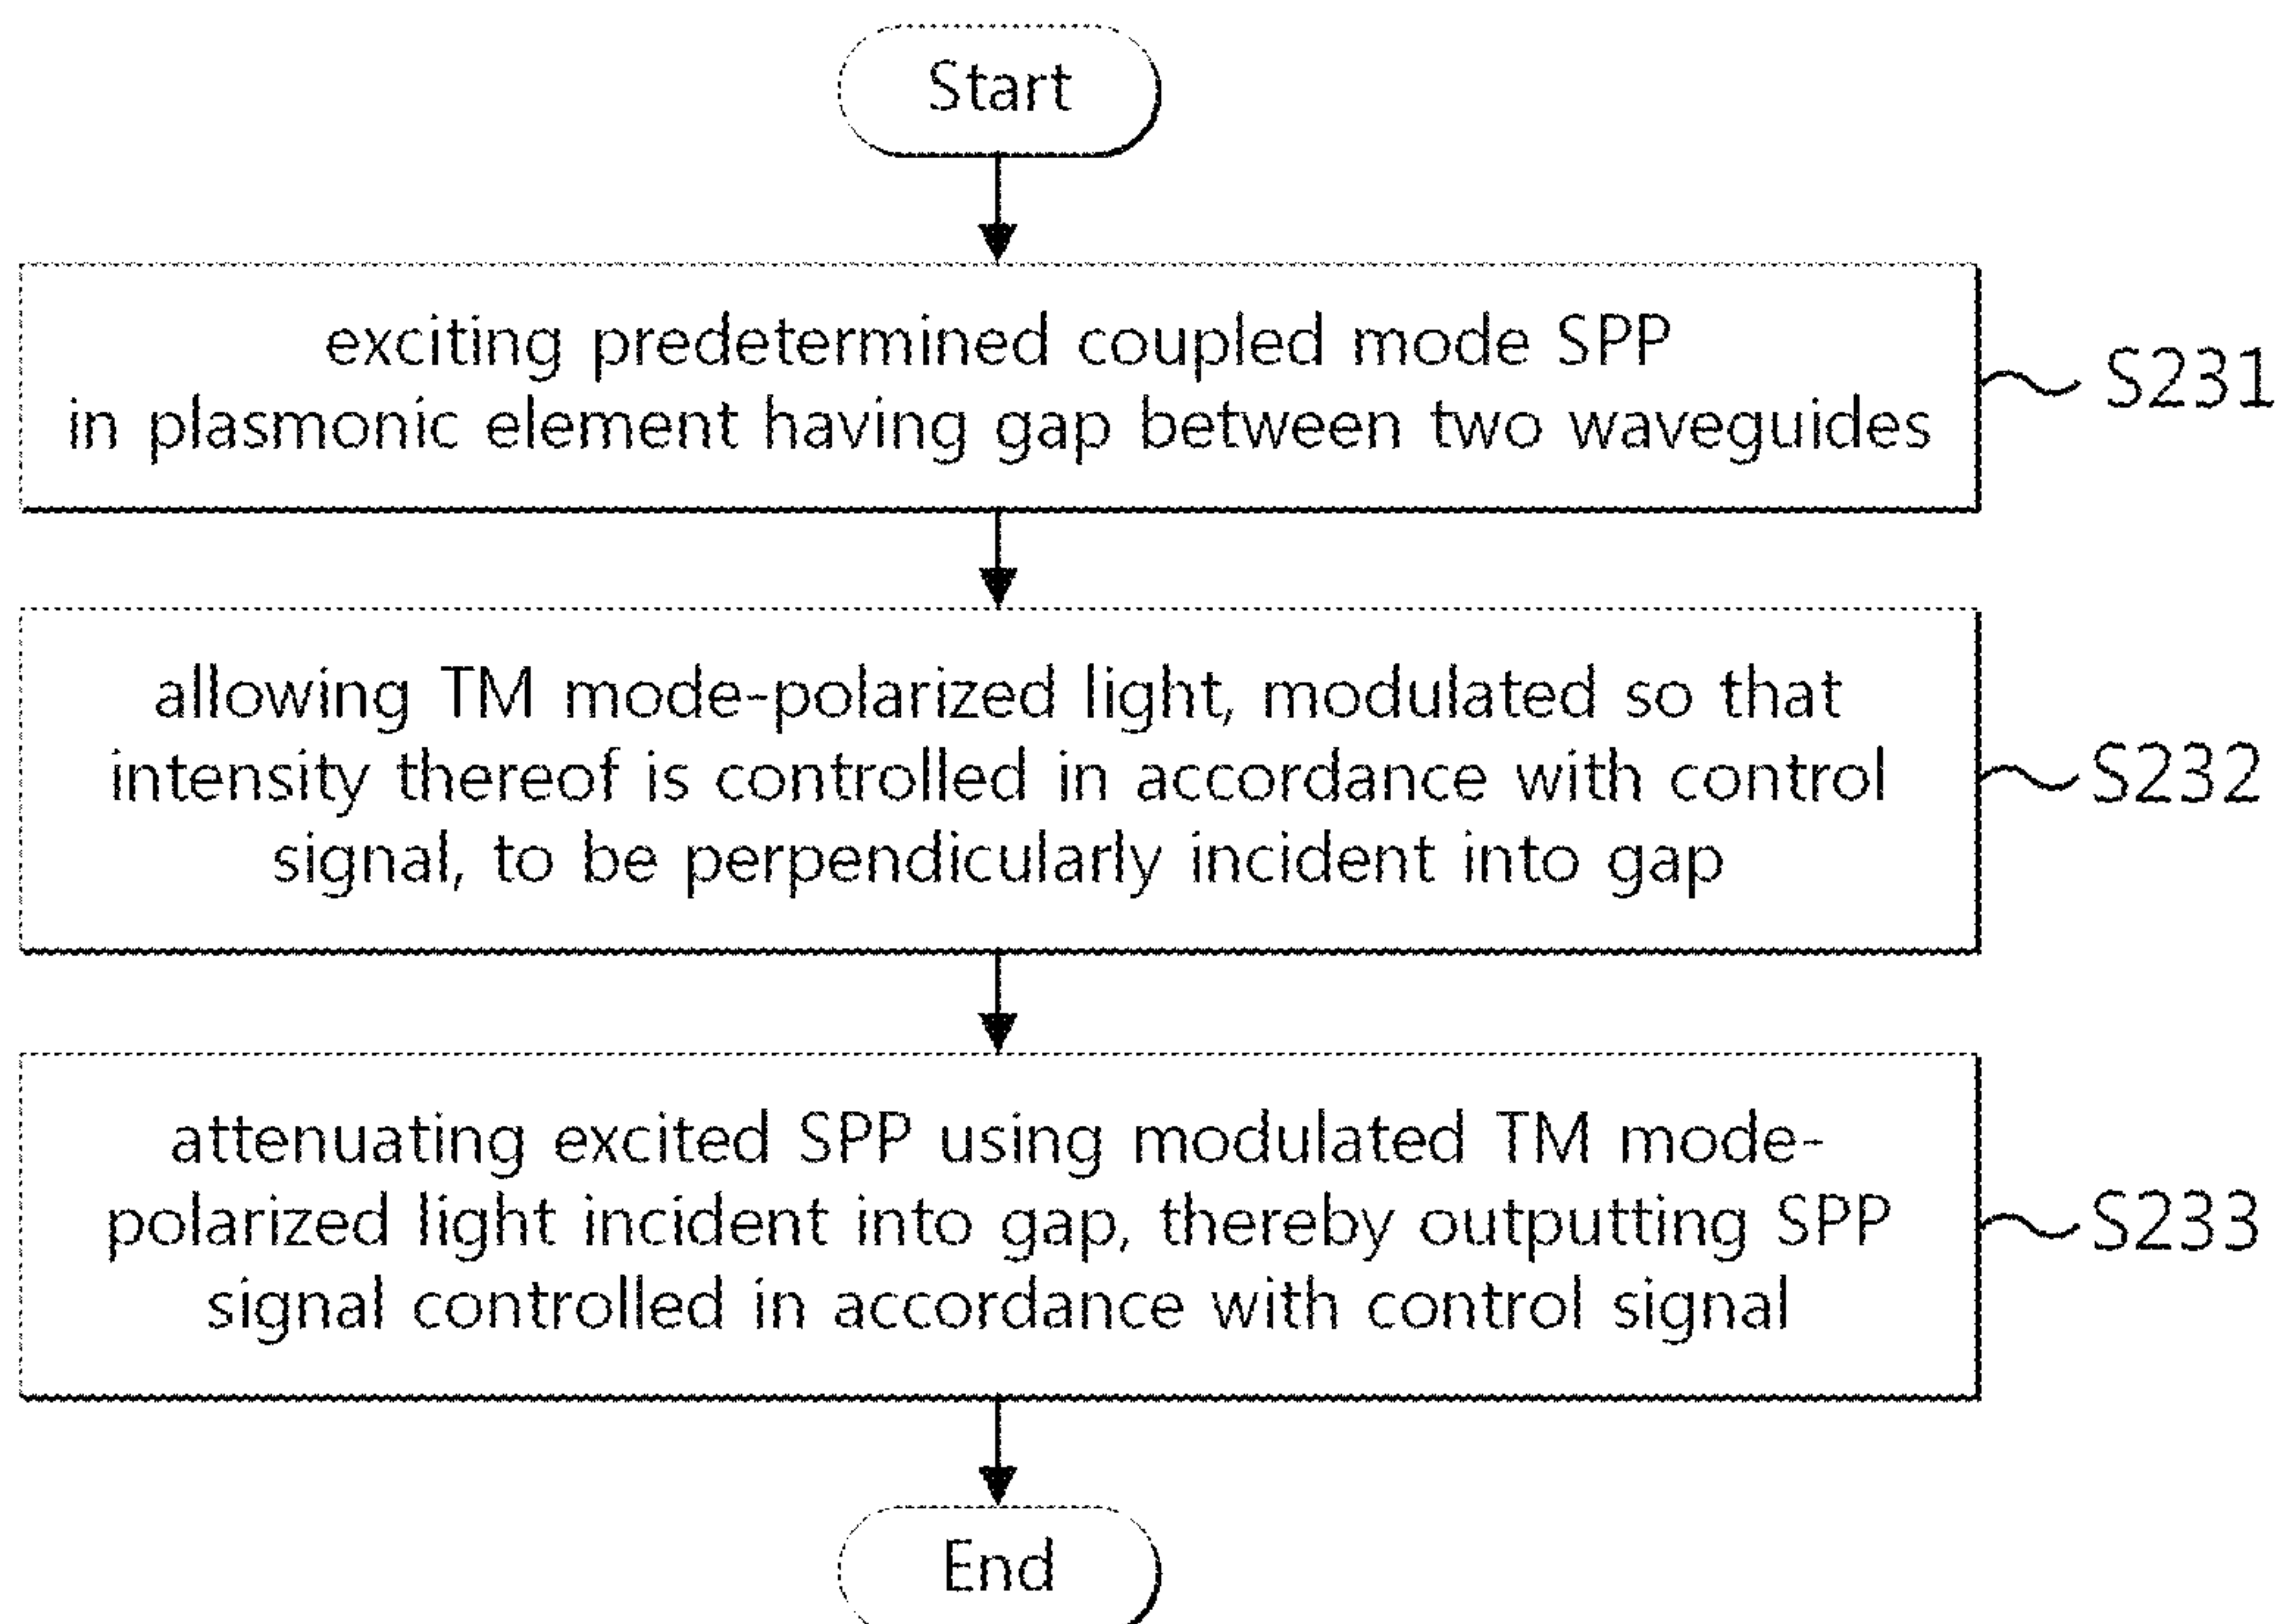 Start
exciting predetermined coupled mode SPP
in plasmonic element having gap between two waveguides
S231
allowing TM mode-polarized light, modulated so that
intensity thereof is controlled in accordance with control
signal, to be perpendicularly incident into gap
S232
attenuating excited SPP using modulated TM mode-
polarized light incident into gap, thereby outputting SPP
signal controlled in accordance with control signal
S233
End